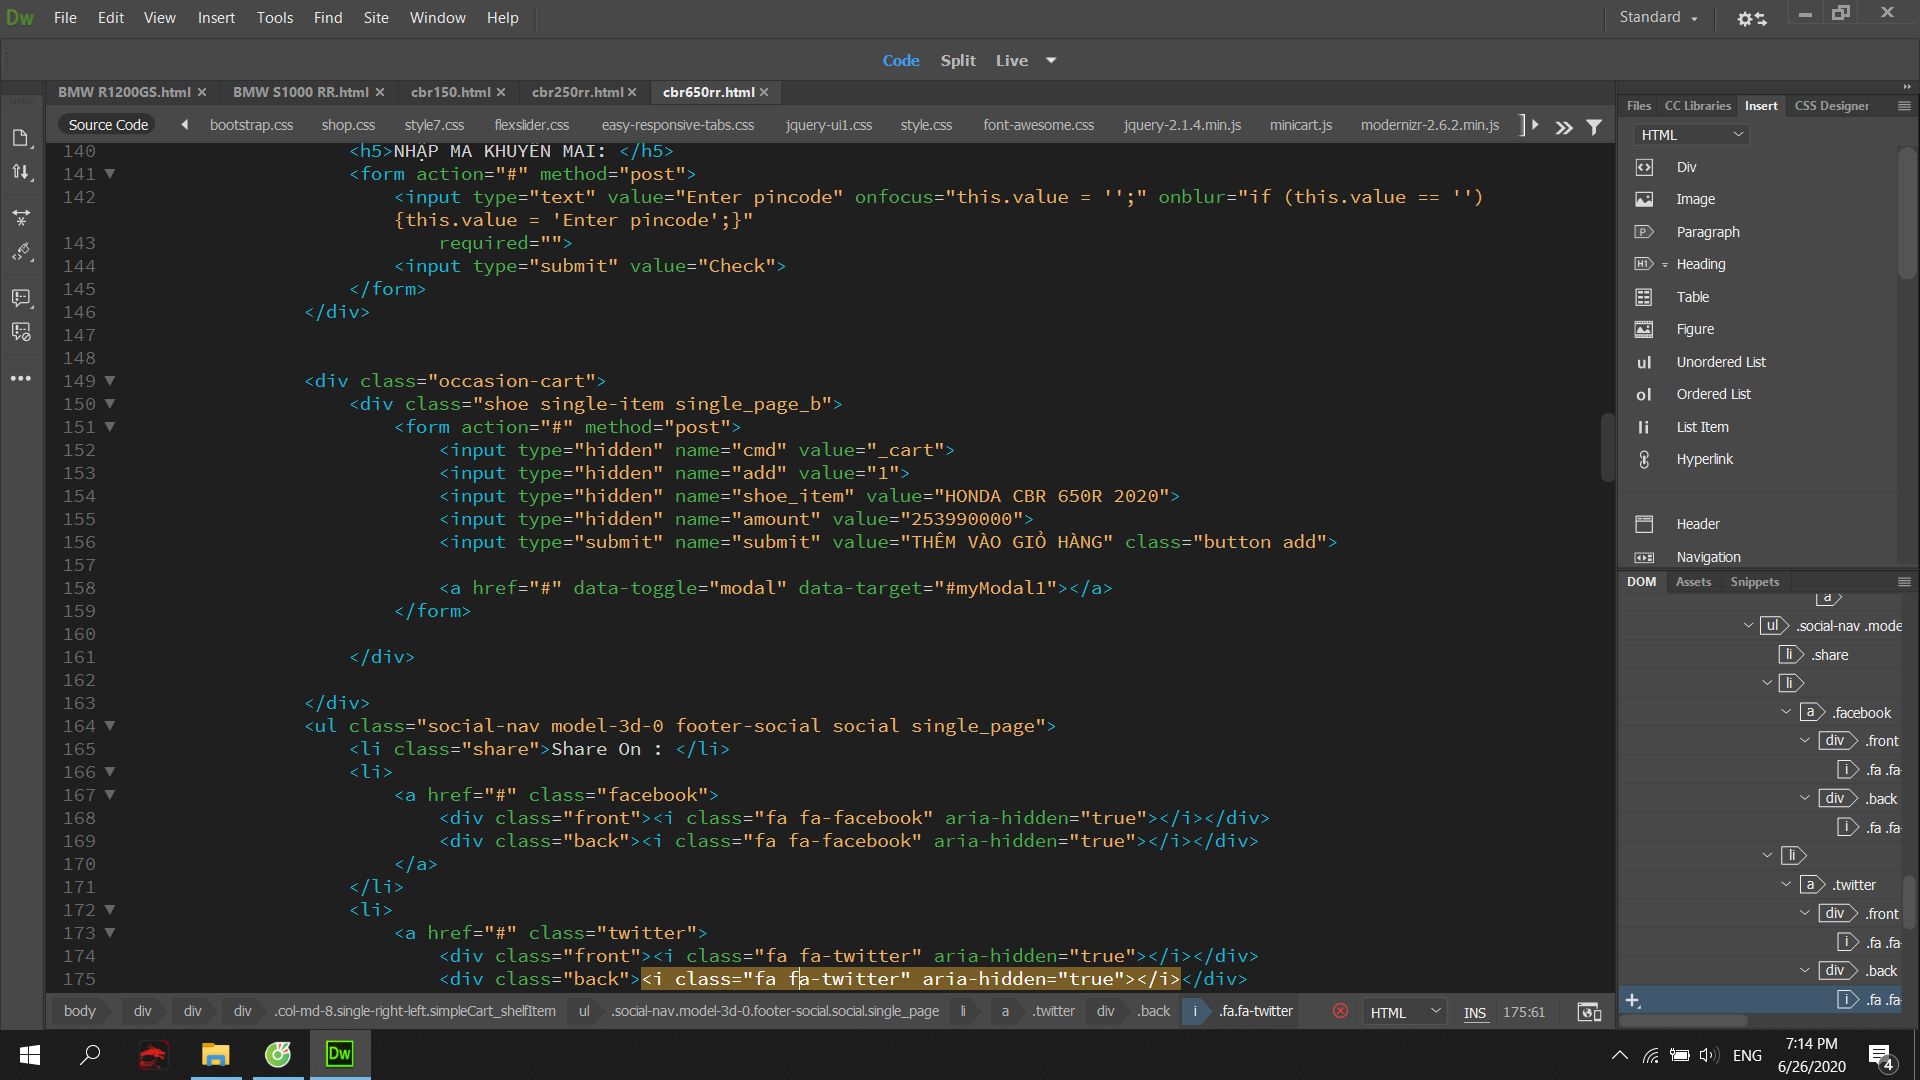 Dw File Edit View Insert Tools Find Site Window Help Standard
Code Split Live
BMW R1200GS.html BMW S1000 RR.html cbr150.html cbr250rr.html cbr650rr.html
Source Code bootstrap.css shop.css style7.css flexslider.css easy-responsive-tabs.css jquery-ui1.css style.css font-awesome.css jquery-2.1.4.min.js minicart.js modernizr-2.6.2.min.js
140 <h5>NHẬP MÃ KHUYẾN MÃI: </h5>
141 <form action="#" method="post">
142 <input type="text" value="Enter pincode" onfocus="this.value = '';" onblur="if (this.value == '')
{this.value = 'Enter pincode';}"
143 required="">
144 <input type="submit" value="Check">
145 </form>
146 </div>
147
148
149 <div class="occasion-cart">
150 <div class="shoe single-item single_page_b">
151 <form action="#" method="post">
152 <input type="hidden" name="cmd" value="_cart">
153 <input type="hidden" name="add" value="1">
154 <input type="hidden" name="shoe_item" value="HONDA CBR 650R 2020">
155 <input type="hidden" name="amount" value="253990000">
156 <input type="submit" name="submit" value="THÊM VÀO GIỎ HÀNG" class="button add">
157
158 <a href="#" data-toggle="modal" data-target="#myModal1"></a>
159 </form>
160
161 </div>
162
163 </div>
164 <ul class="social-nav model-3d-0 footer-social social single_page">
165 <li class="share">Share On : </li>
166 <li>
167 <a href="#" class="facebook">
168 <div class="front"><i class="fa fa-facebook" aria-hidden="true"></i></div>
169 <div class="back"><i class="fa fa-facebook" aria-hidden="true"></i></div>
170 </a>
171 </li>
172 <li>
173 <a href="#" class="twitter">
174 <div class="front"><i class="fa fa-twitter" aria-hidden="true"></i></div>
175 <div class="back"><i class="fa fa-twitter" aria-hidden="true"></i></div>
body div div div .col-md-8.single-right-left.simpleCart_shelfItem ul .social-nav.model-3d-0.footer-social.social.single_page li a .twitter div .back i .fa.fa-twitter HTML INS 175:61
Files CC Libraries Insert CSS Designer
HTML
Div
Image
P Paragraph
H1 Heading
Table
Figure
ul Unordered List
ol Ordered List
li List Item
Hyperlink
Header
Navigation
DOM Assets Snippets
a
ul .social-nav .mode
li .share
li
a .facebook
div .front
i .fa .fa-
div .back
i .fa .fa-
li
a .twitter
div .front
i .fa .fa-
div .back
i .fa .fa-
Dw
ENG
7:14 PM
6/26/2020
4